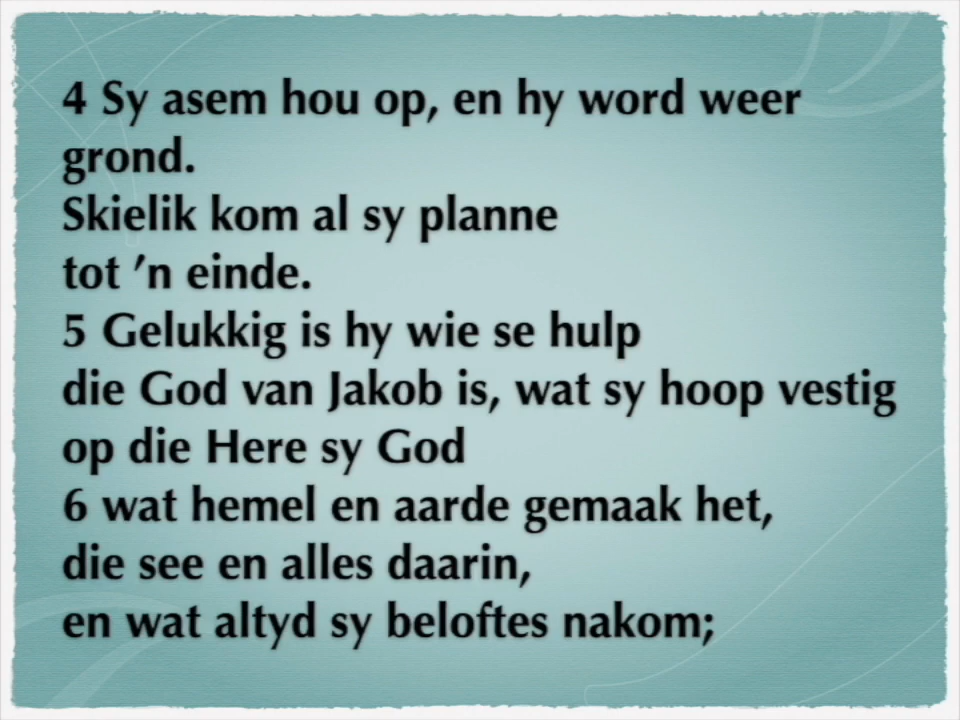 4 Sy asem hou op, en hy word weer
grond.
Skielik kom al sy planne
tot ’n einde.
5 Gelukkig is hy wie se hulp
die God van Jakob is, wat sy hoop vestig
op die Here sy God
6 wat hemel en aarde gemaak het,
die see en alles daarin,
en wat altyd sy beloftes nakom;